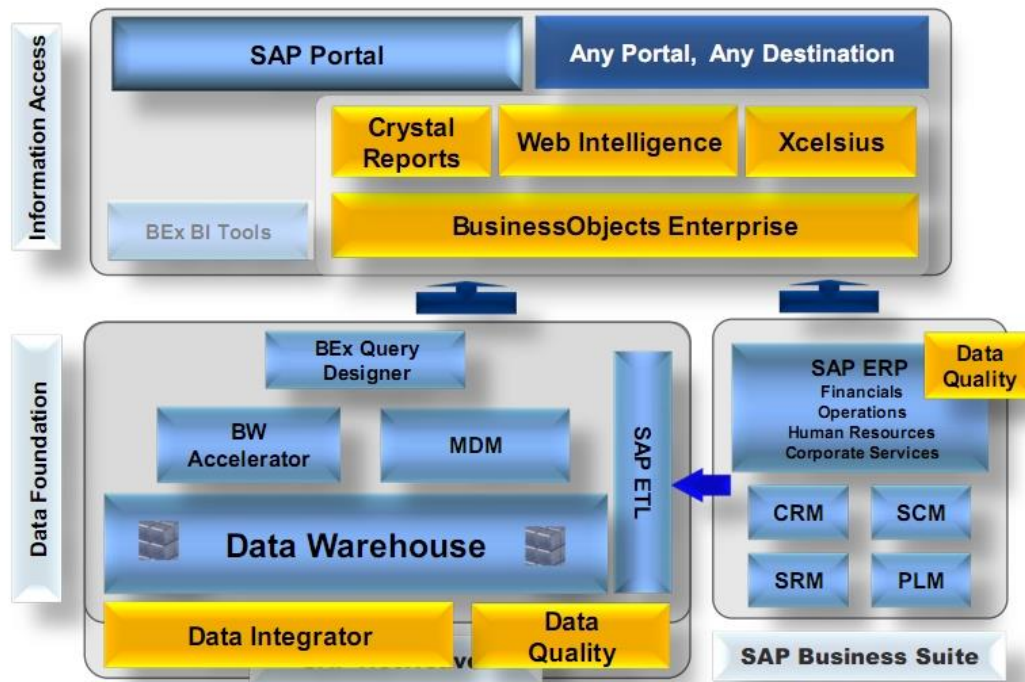 Information Access
SAP Portal
Any Portal, Any Destination
Crystal
Reports
Web Intelligence
Xcelsius
BEx BI Tools
BusinessObjects Enterprise
Data Foundation
BEx Query
Designer
BW
Accelerator
MDM
SAP ETL
Data Warehouse
Data Integrator
Data
Quality
SAP ERP
Financials
Operations
Human Resources
Corporate Services
Data
Quality
CRM
SCM
SRM
PLM
SAP Business Suite